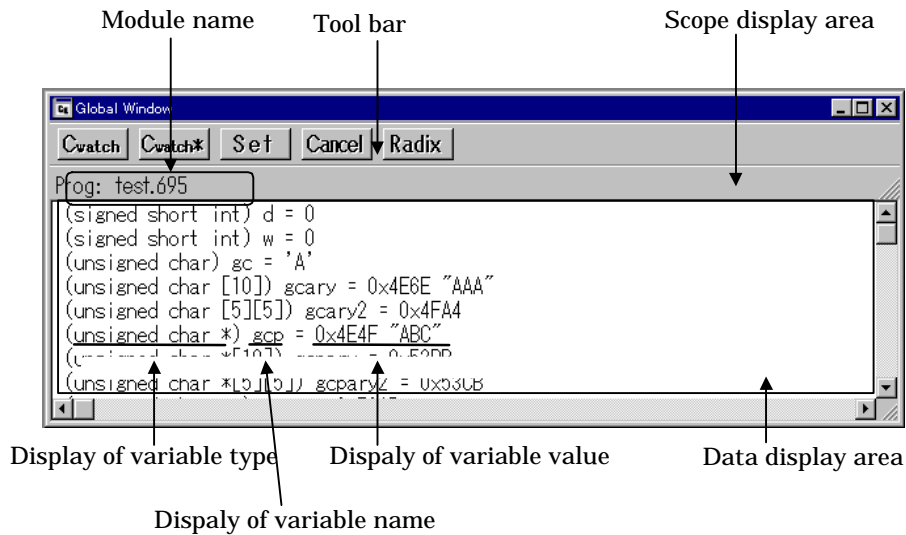 Module name Tool bar Scope display area
Global Window
Cwatch Cwatch* Set Cancel Radix
Prog: test.695
(signed short int) d = 0
(signed short int) w = 0
(unsigned char) gc = 'A'
(unsigned char [10]) gcary = 0x4E6E "AAA"
(unsigned char [5][5]) gcary2 = 0x4FA4
(unsigned char *) gcp = 0x4E4F "ABC"
(unsigned char *[5][5]) gcpary2 = 0x53CB
Display of variable type Dispaly of variable value Data display area
Dispaly of variable name